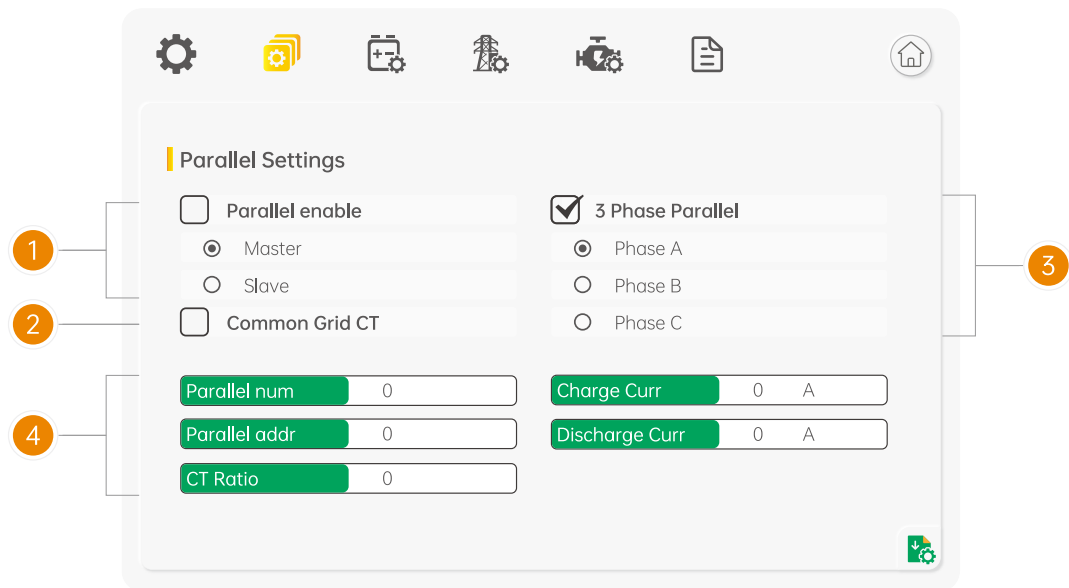 Parallel Settings
1
Parallel enable
Master
Slave
2
Common Grid CT
3 Phase Parallel
Phase A
Phase B
Phase C
3
4
Parallel num 0
Parallel addr 0
CT Ratio 0
Charge Curr 0 A
Discharge Curr 0 A